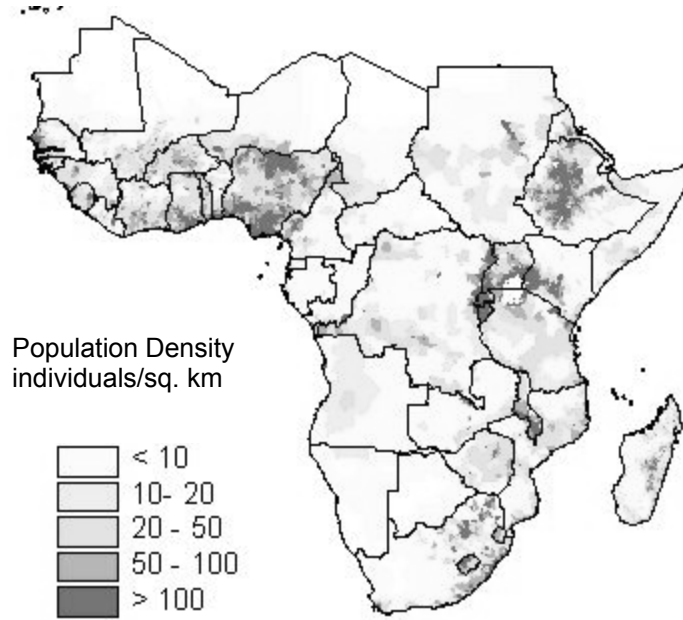 Population Density
individuals/sq. km
< 10
10- 20
20 - 50
50 - 100
> 100